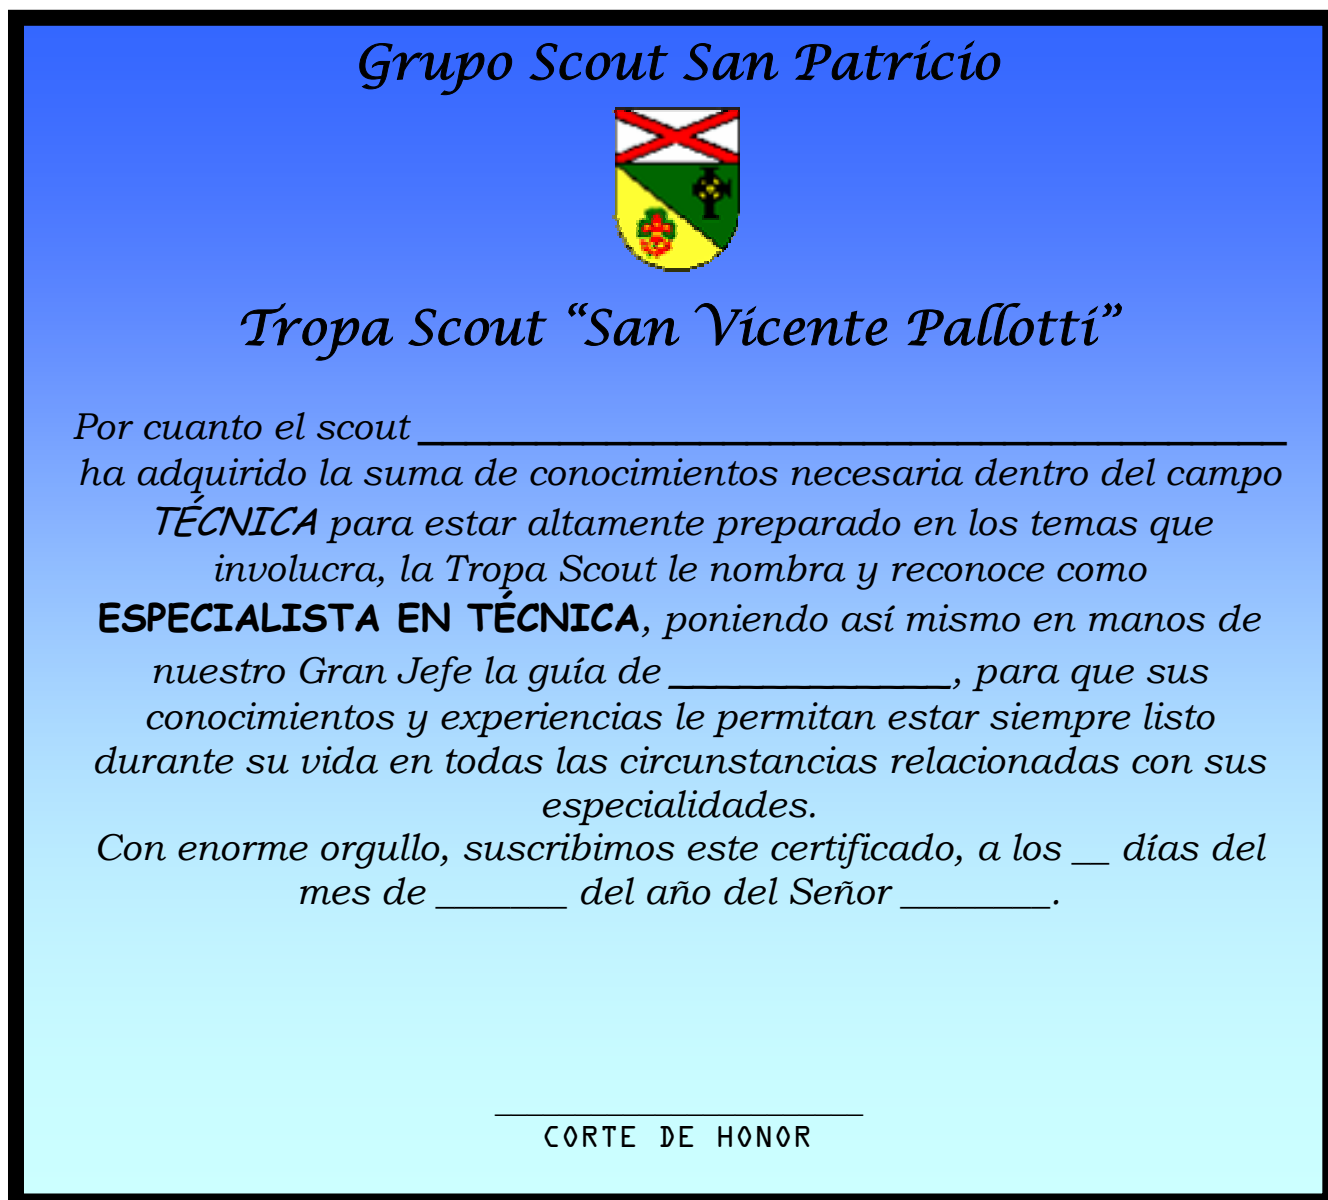 Grupo Scout San Patricio
Tropa Scout “San Vicente Pallotti”
Por cuanto el scout ________________________________________
ha adquirido la suma de conocimientos necesaria dentro del campo
TÉCNICA para estar altamente preparado en los temas que
involucra, la Tropa Scout le nombra y reconoce como
ESPECIALISTA EN TÉCNICA, poniendo así mismo en manos de
nuestro Gran Jefe la guía de _____________, para que sus
conocimientos y experiencias le permitan estar siempre listo
durante su vida en todas las circunstancias relacionadas con sus
especialidades.
Con enorme orgullo, suscribimos este certificado, a los __ días del
mes de _______ del año del Señor ________.
____________________
CORTE DE HONOR